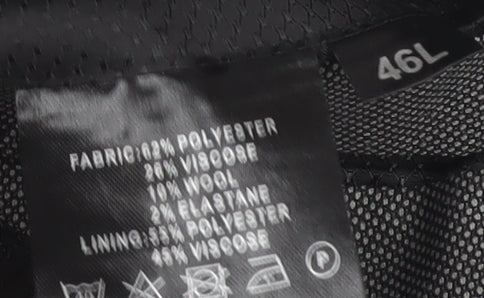 46L
FABRIC:62% POLYESTER
26% VISCOSE
10% WOOL
2% ELASTANE
LINING:55% POLYESTER
45% VISCOSE
P